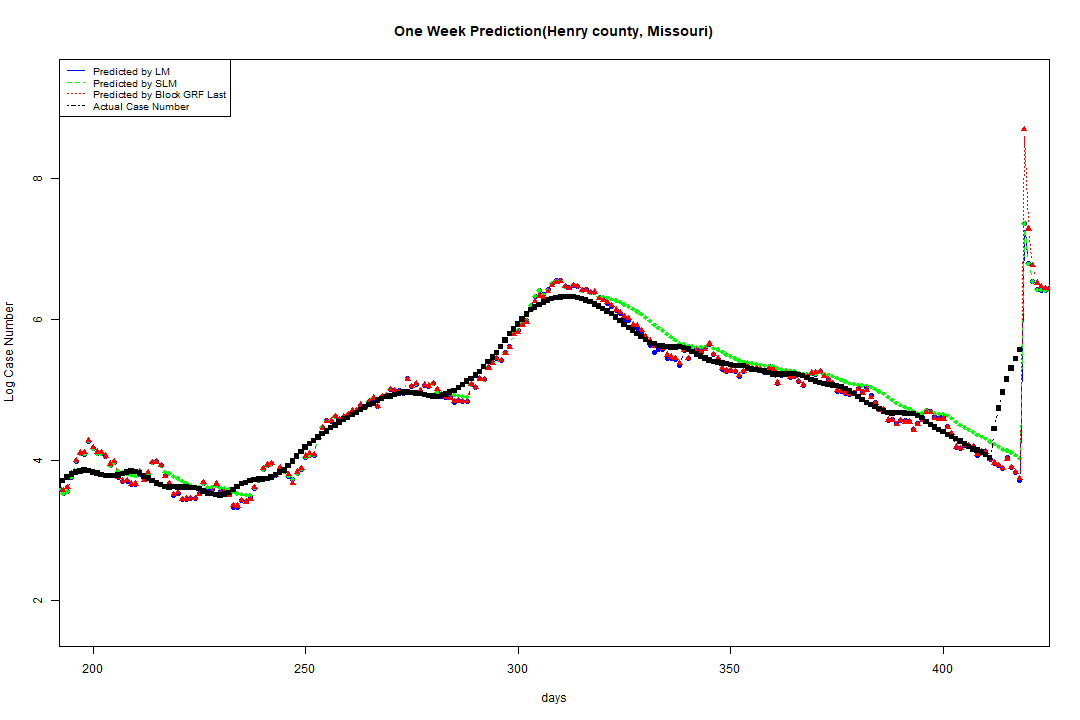 One Week Prediction(Henry county, Missouri)
Predicted by LM
Predicted by SLM
Predicted by Block GRF Last
Actual Case Number
8
6
4
2
Log Case Number
200 250 300 350 400
days